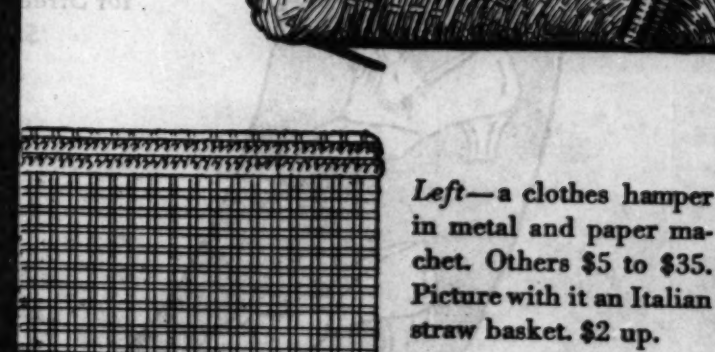 Left—a clothes hamper
in metal and paper ma-
chet. Others $5 to $35.
Picture with it an Italian
straw basket. $2 up.